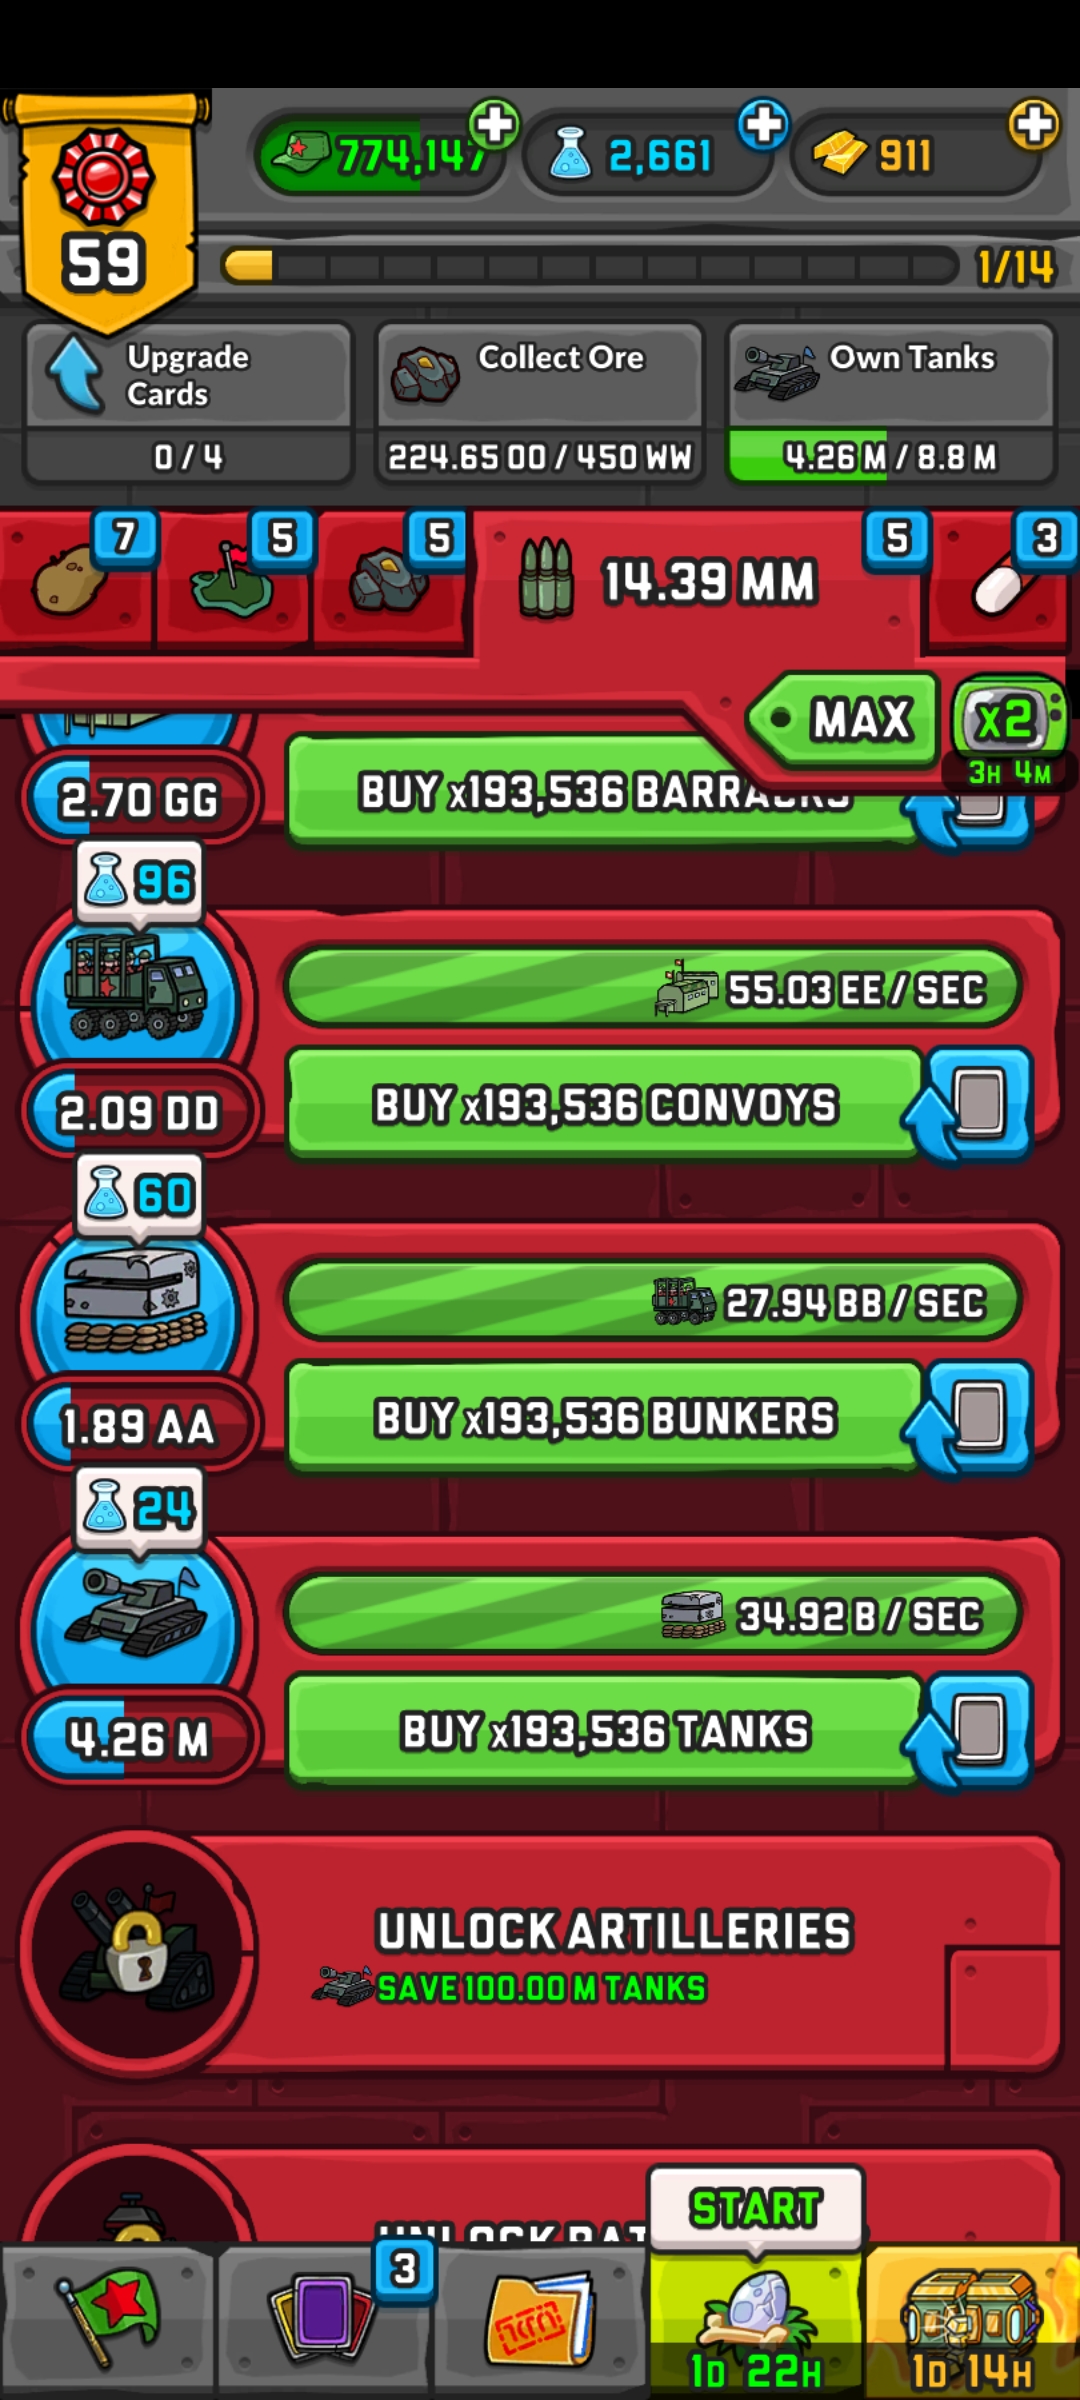 59
774,147
2,661
911
1/14
Upgrade
Cards
0 / 4
Collect Ore
224.65 OO / 450 WW
Own Tanks
4.26 M / 8.8 M
7
5
5
14.39 MM
5
3
MAX
x2
3H 4M
2.70 GG
BUY x193,536 BARRACKS
96
55.03 EE / SEC
2.09 DD
BUY x193,536 CONVOYS
60
27.94 BB / SEC
1.89 AA
BUY x193,536 BUNKERS
24
34.92 B / SEC
4.26 M
BUY x193,536 TANKS
UNLOCK ARTILLERIES
SAVE 100.00 M TANKS
UNLOCK
START
3
1D 22H
1D 14H